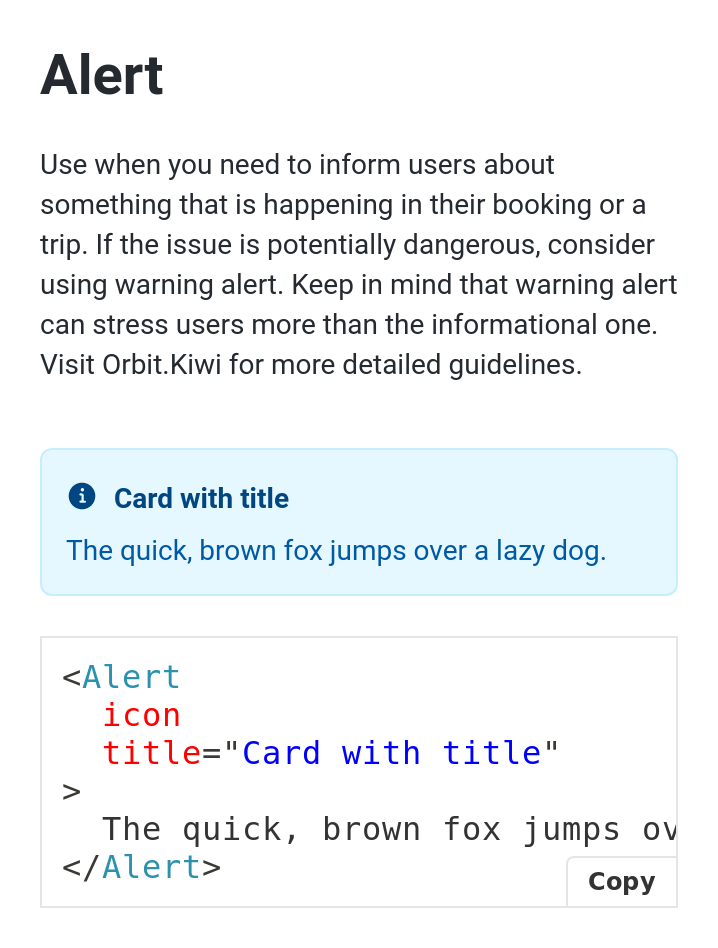 Alert
Use when you need to inform users about
something that is happening in their booking or a
trip. If the issue is potentially dangerous, consider
using warning alert. Keep in mind that warning alert
can stress users more than the informational one.
Visit Orbit.Kiwi for more detailed guidelines.
Card with title
The quick, brown fox jumps over a lazy dog.
<Alert
  icon
  title="Card with title"
>
  The quick, brown fox jumps ov
</Alert>
Copy